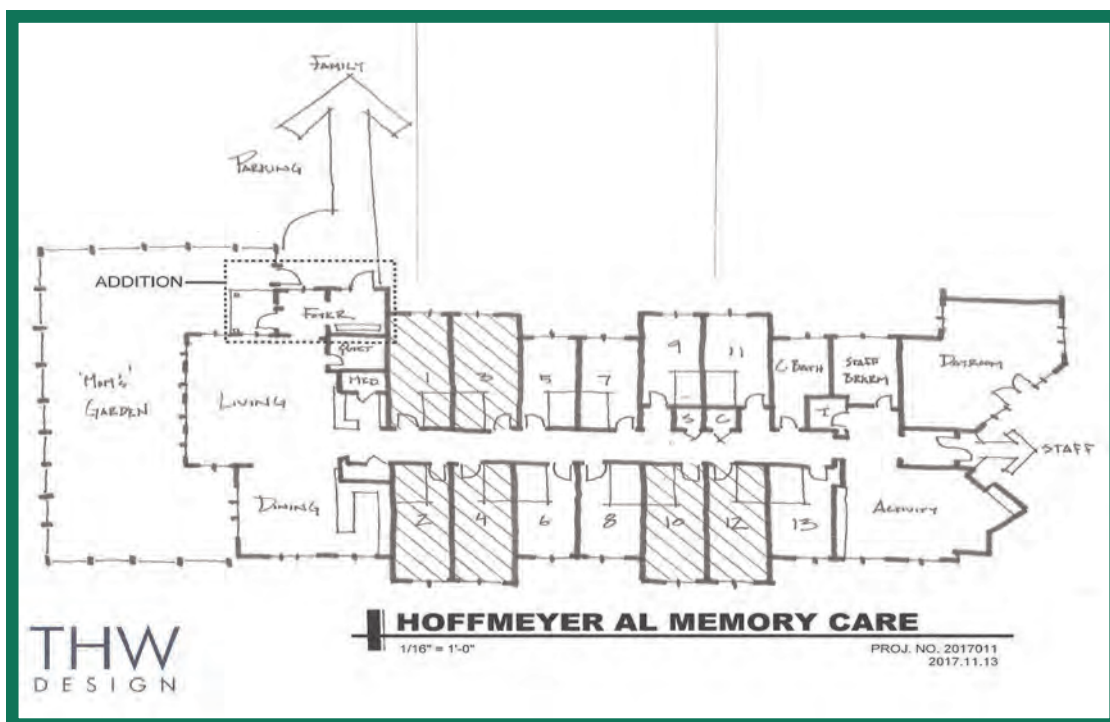 FAMILY
PARKING
ADDITION
FOYER
QUIET
MED
'MOM'S'
GARDEN
LIVING
DINING
1
3
5
7
9
11
S
C
C BATH
STAFF
BRKRM
DAYROOM
STAFF
ACTIVITY
2
4
6
8
10
12
13
HOFFMEYER AL MEMORY CARE
1/16" = 1'-0"
PROJ. NO. 2017011
2017.11.13
THW
DESIGN